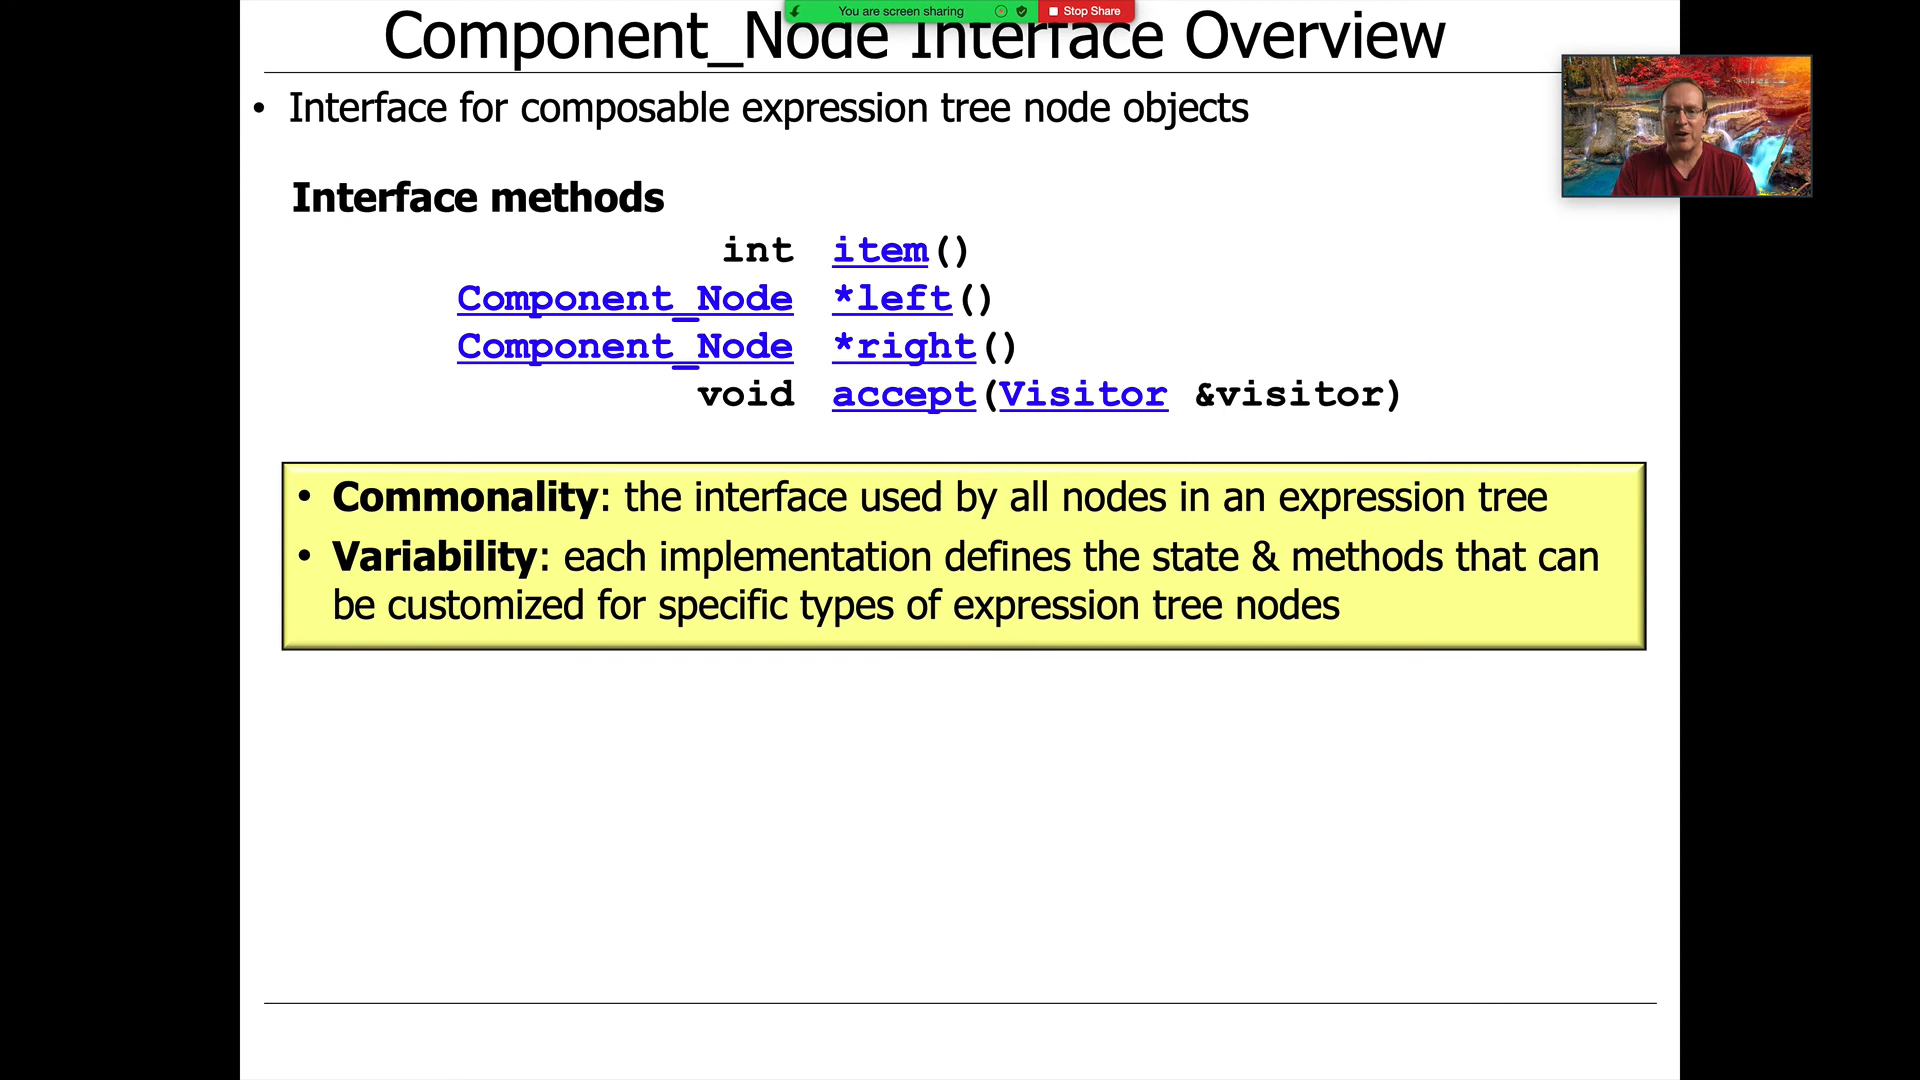 You are screen sharing Stop Share
Component_Node Interface Overview
• Interface for composable expression tree node objects
Interface methods
int item()
Component_Node *left()
Component_Node *right()
void accept(Visitor &visitor)
• Commonality: the interface used by all nodes in an expression tree
• Variability: each implementation defines the state & methods that can
be customized for specific types of expression tree nodes